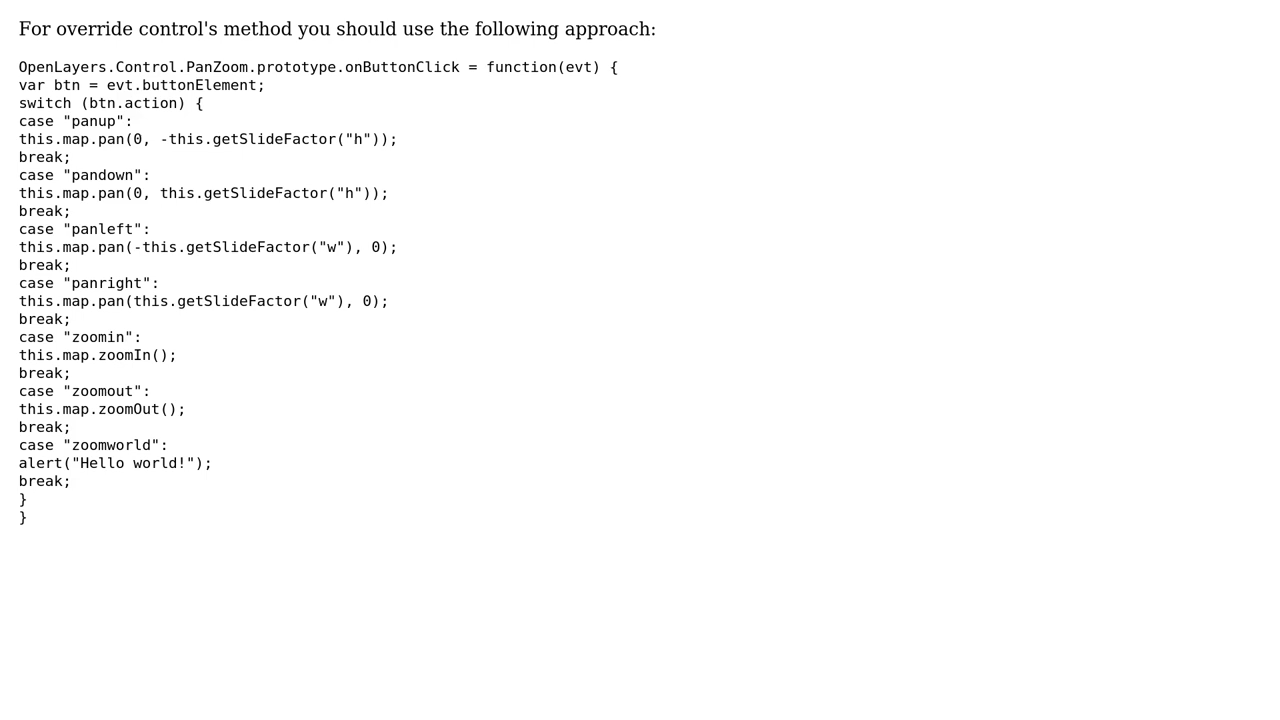 For override control's method you should use the following approach:
OpenLayers.Control.PanZoom.prototype.onButtonClick = function(evt) {
var btn = evt.buttonElement;
switch (btn.action) {
case "panup":
this.map.pan(0, -this.getSlideFactor("h"));
break;
case "pandown":
this.map.pan(0, this.getSlideFactor("h"));
break;
case "panleft":
this.map.pan(-this.getSlideFactor("w"), 0);
break;
case "panright":
this.map.pan(this.getSlideFactor("w"), 0);
break;
case "zoomin":
this.map.zoomIn();
break;
case "zoomout":
this.map.zoomOut();
break;
case "zoomworld":
alert("Hello world!");
break;
}
}